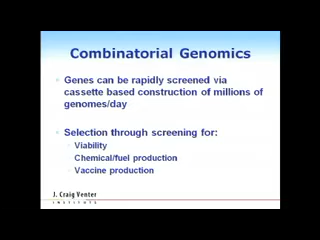 Combinatorial Genomics
Genes can be rapidly screened via
cassette based construction of millions of
genomes/day
Selection through screening for:
Viability
Chemical/fuel production
Vaccine production
J. Craig Venter
INSTITUTE